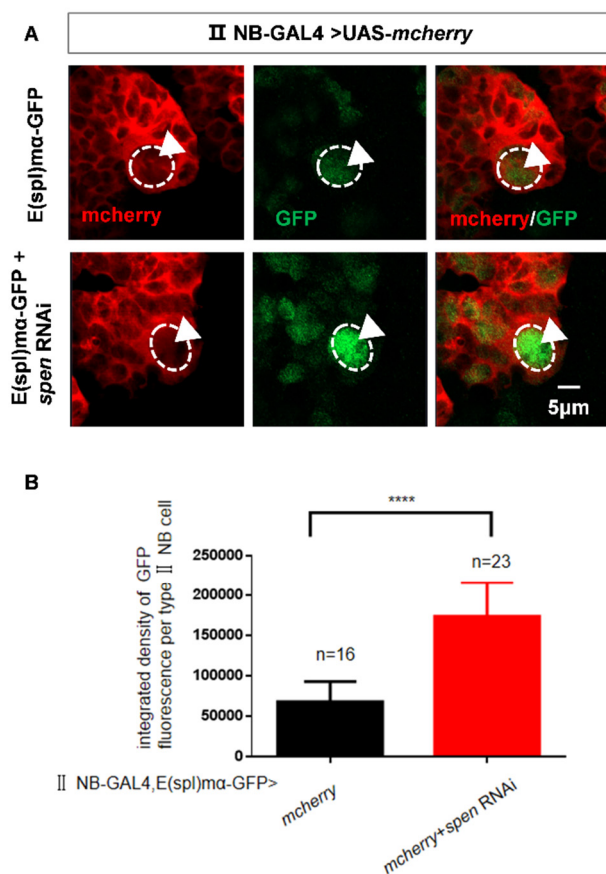 A
Ⅱ NB-GAL4 >UAS-mcherry
E(spl)mα-GFP
mcherry
GFP
mcherry/GFP
E(spl)mα-GFP +
spen RNAi
5μm
B
****
integrated density of GFP
fluorescence per type Ⅱ NB cell
250000
200000
150000
100000
50000
0
n=16
n=23
Ⅱ NB-GAL4,E(spl)mα-GFP>
mcherry
mcherry+spen RNAi